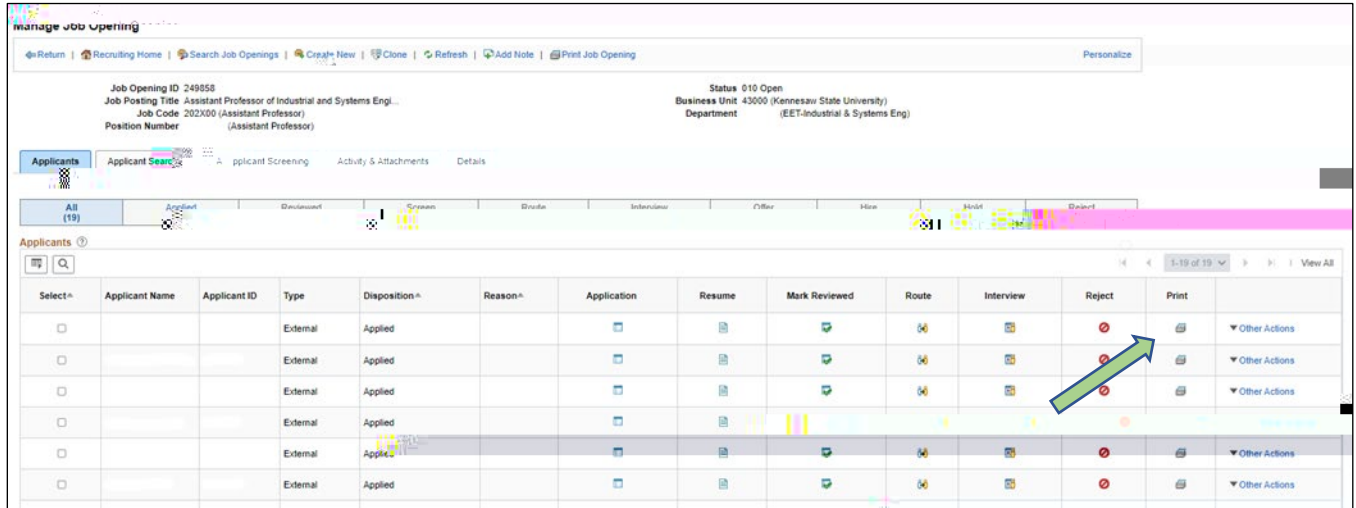 Manage Job Opening
Return | Recruiting Home | Search Job Openings | Create New | Clone | Refresh | Add Note | Print Job Opening Personalize
Job Opening ID 249858 Status 010 Open
Job Posting Title Assistant Professor of Industrial and Systems Engi... Business Unit 43000 (Kennesaw State University)
Job Code 202X00 (Assistant Professor) Department (EET-Industrial & Systems Eng)
Position Number (Assistant Professor)
Applicants Applicant Search Applicant Screening Activity & Attachments Details
All Applied Reviewed Screen Route Interview Offer Hire Hold Reject
(19)
Applicants
1-19 of 19 | View All
Select Applicant Name Applicant ID Type Disposition Reason Application Resume Mark Reviewed Route Interview Reject Print
External Applied Other Actions
External Applied Other Actions
External Applied Other Actions
External Applied
External Applied Other Actions
External Applied Other Actions